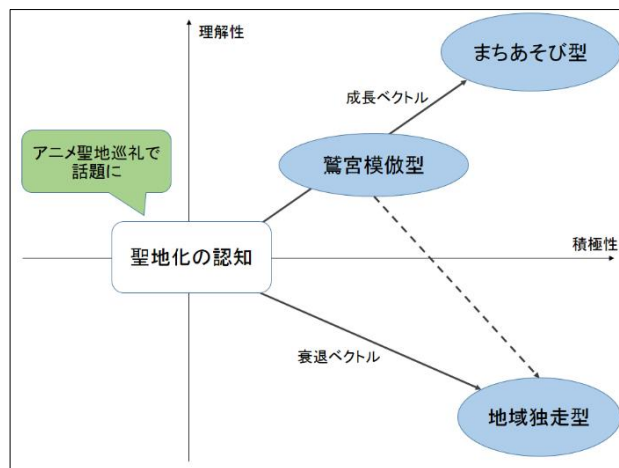 理解性
まちあそび型
成長ベクトル
アニメ聖地巡礼で
話題に
鷲宮模倣型
聖地化の認知
積極性
衰退ベクトル
地域独走型